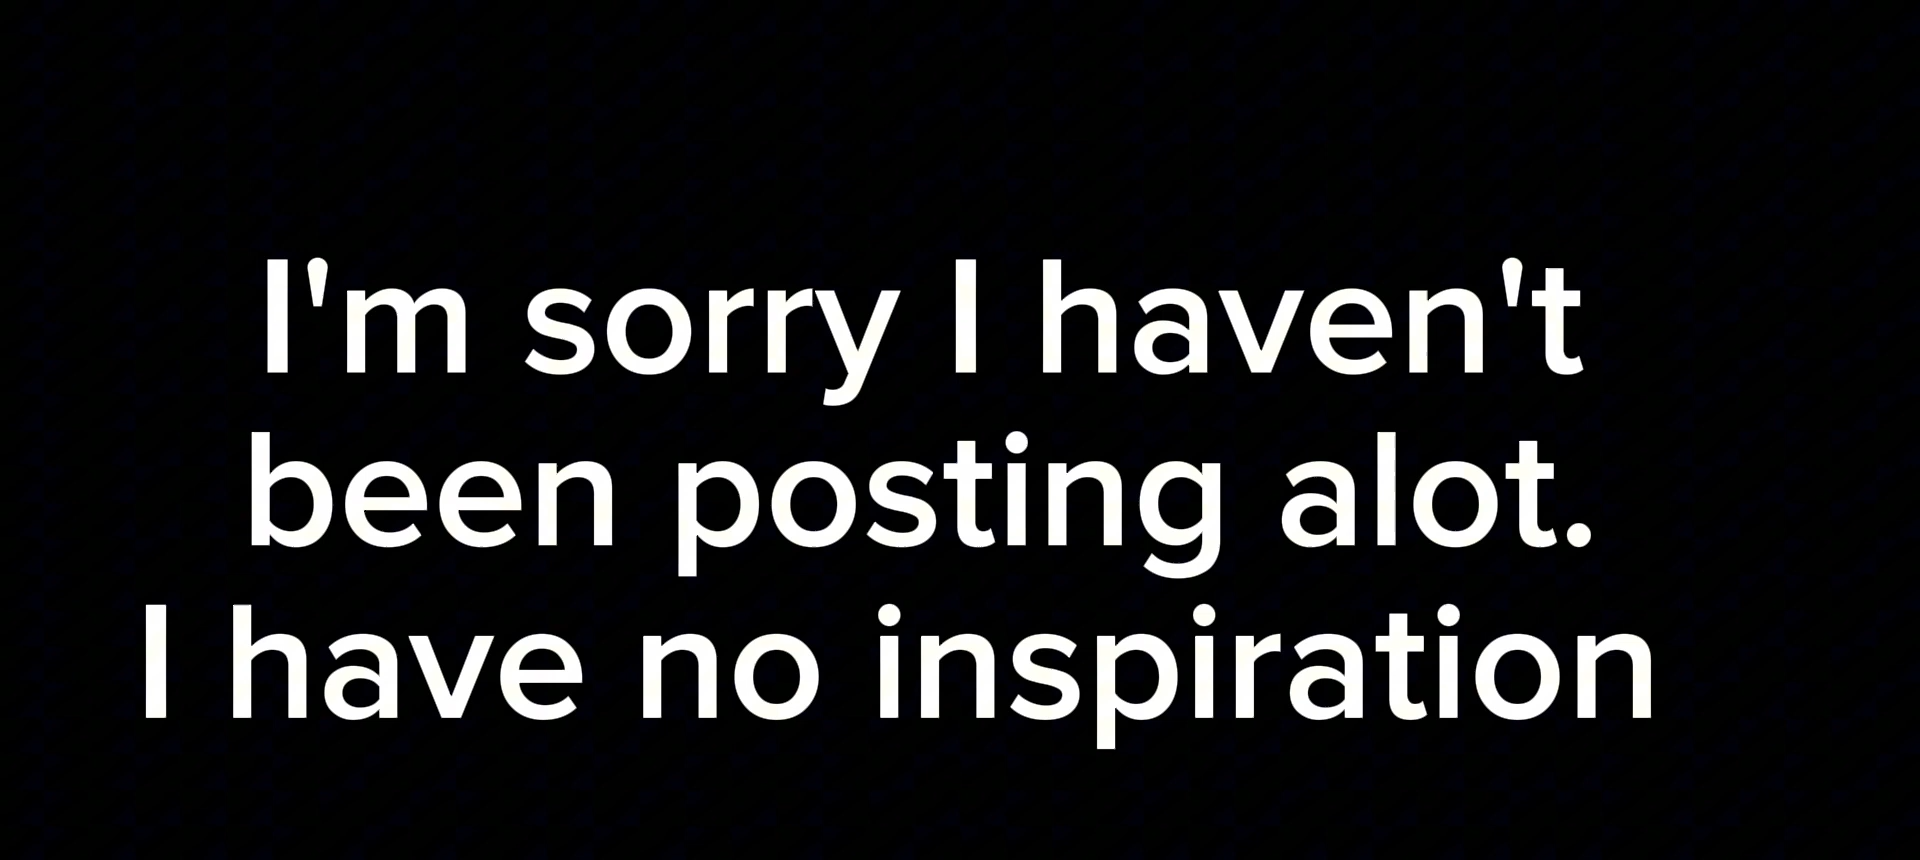 I'm sorry I haven't
been posting alot.
I have no inspiration